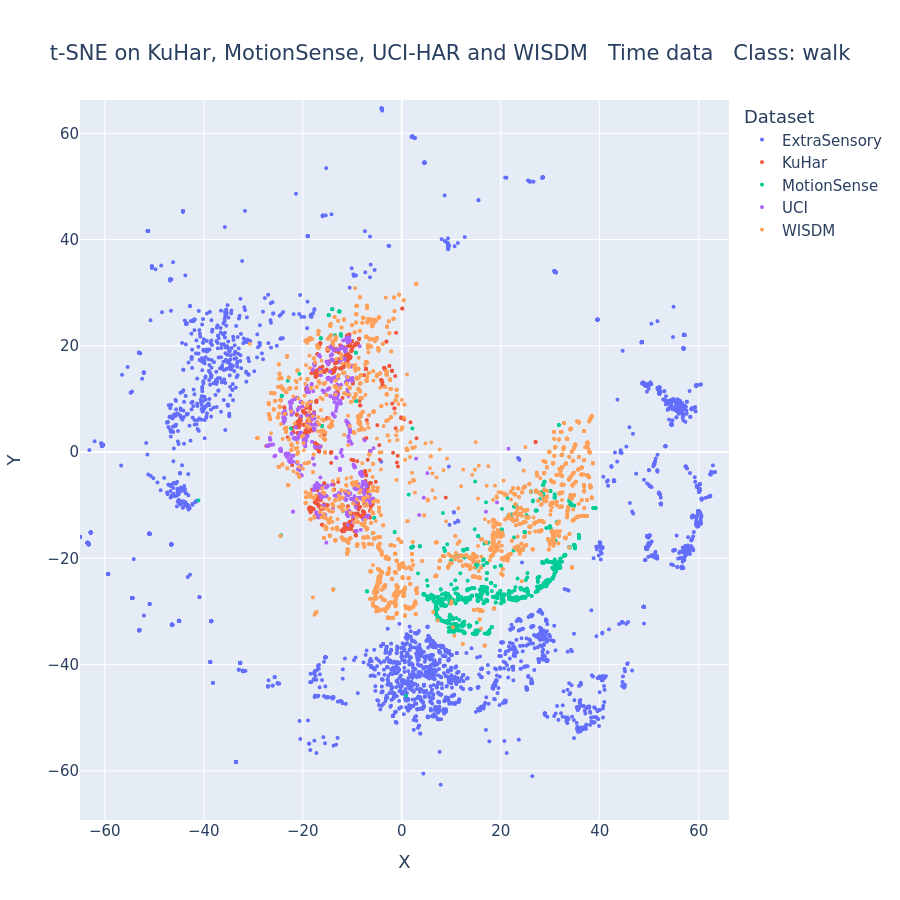 t-SNE on KuHar, MotionSense, UCI-HAR and WISDM   Time data   Class: walk
Dataset
ExtraSensory
KuHar
MotionSense
UCI
WISDM
60
40
20
0
−20
−40
−60
Y
−60 −40 −20 0 20 40 60
X